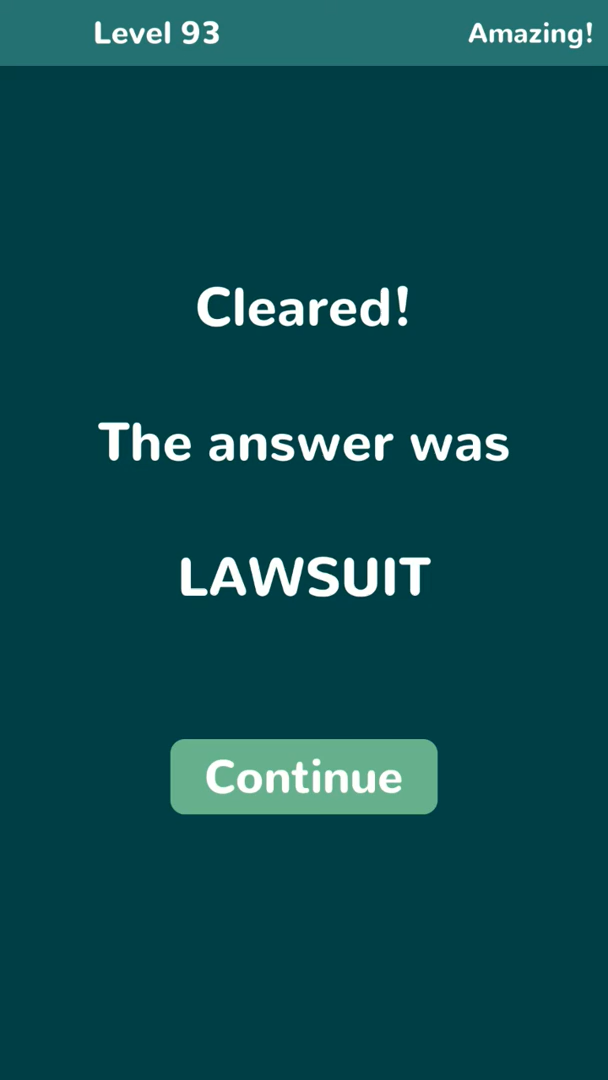 Level 93 Amazing!
Cleared!
The answer was
LAWSUIT
Continue